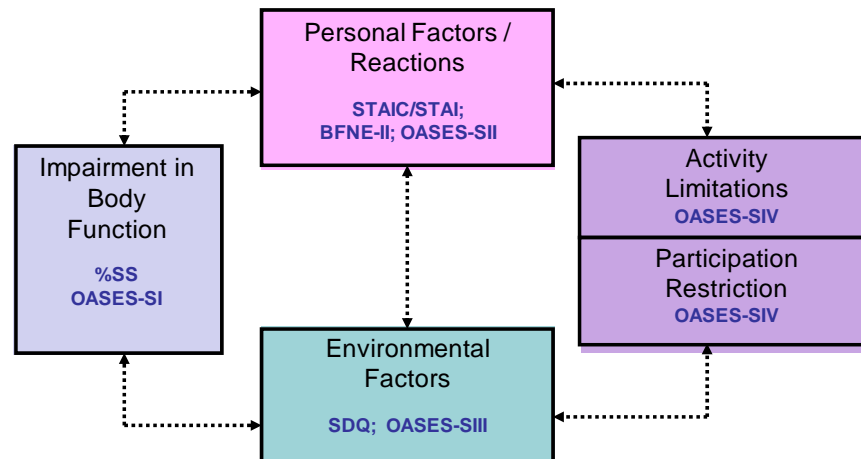 Personal Factors /
Reactions
STAIC/STAI;
BFNE-II; OASES-SII
Impairment in
Body
Function
%SS
OASES-SI
Activity
Limitations
OASES-SIV
Participation
Restriction
OASES-SIV
Environmental
Factors
SDQ; OASES-SIII